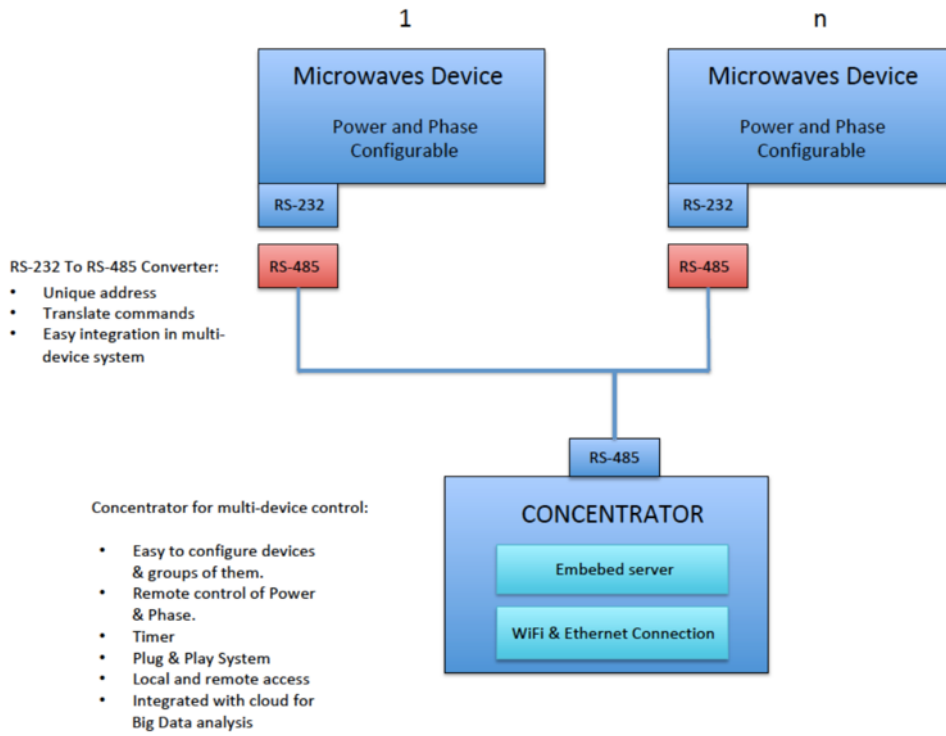 1
n
Microwaves Device
Power and Phase
Configurable
RS-232
RS-485
Microwaves Device
Power and Phase
Configurable
RS-232
RS-485
RS-232 To RS-485 Converter:
• Unique address
• Translate commands
• Easy integration in multi-
device system
RS-485
CONCENTRATOR
Embebed server
WiFi & Ethernet Connection
Concentrator for multi-device control:
• Easy to configure devices
& groups of them.
• Remote control of Power
& Phase.
• Timer
• Plug & Play System
• Local and remote access
• Integrated with cloud for
Big Data analysis